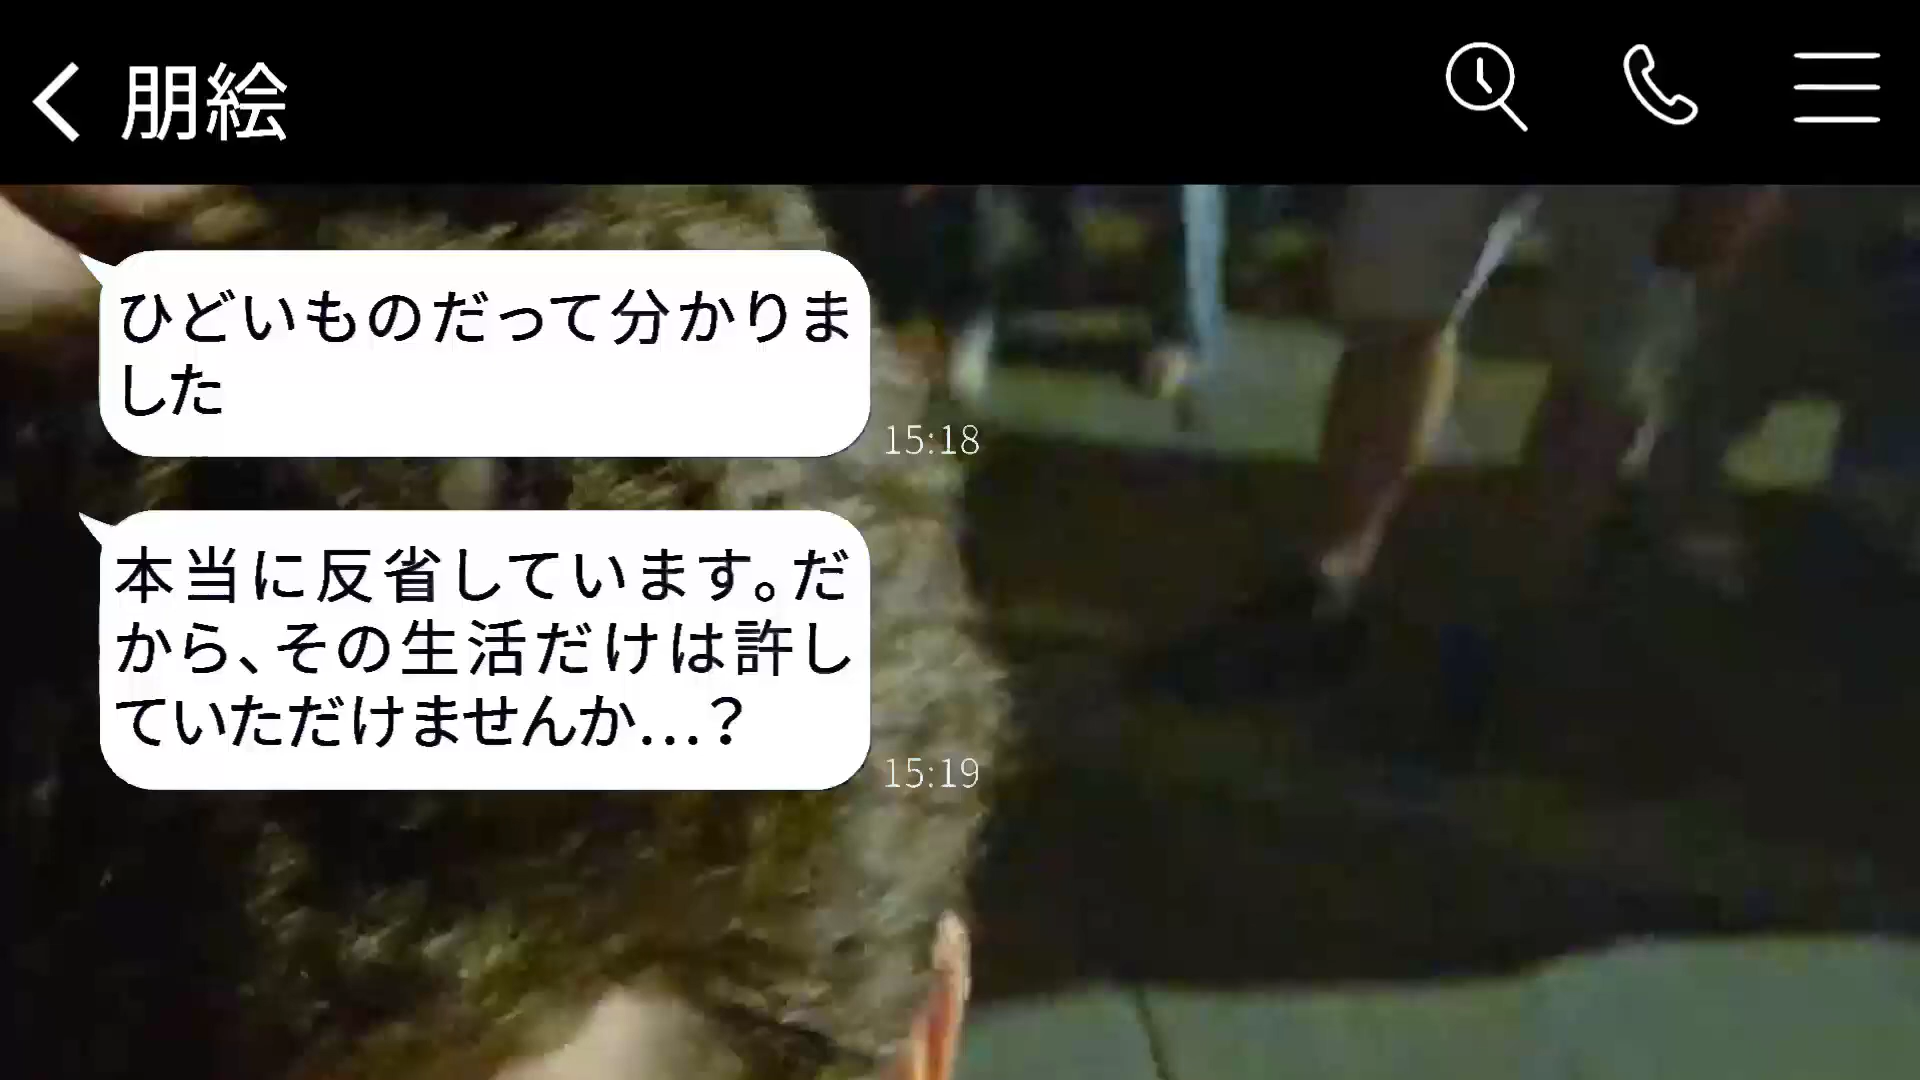 朋絵
ひどいものだって分かりま
した
15:18
本当に反省しています。だ
から、その生活だけは許し
ていただけませんか…？
15:19